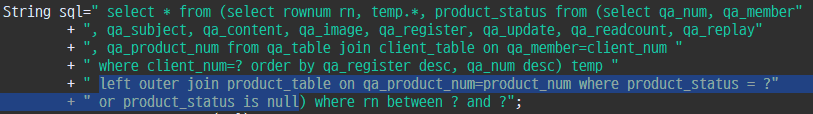 String sql=" select * from (select rownum rn, temp.*, product_status from (select qa_num, qa_member"
+ ", qa_subject, qa_content, qa_image, qa_register, qa_update, qa_readcount, qa_replay"
+ ", qa_product_num from qa_table join client_table on qa_member=client_num "
+ " where client_num=? order by qa_register desc, qa_num desc) temp "
+ " left outer join product_table on qa_product_num=product_num where product_status = ?"
+ " or product_status is null) where rn between ? and ?";